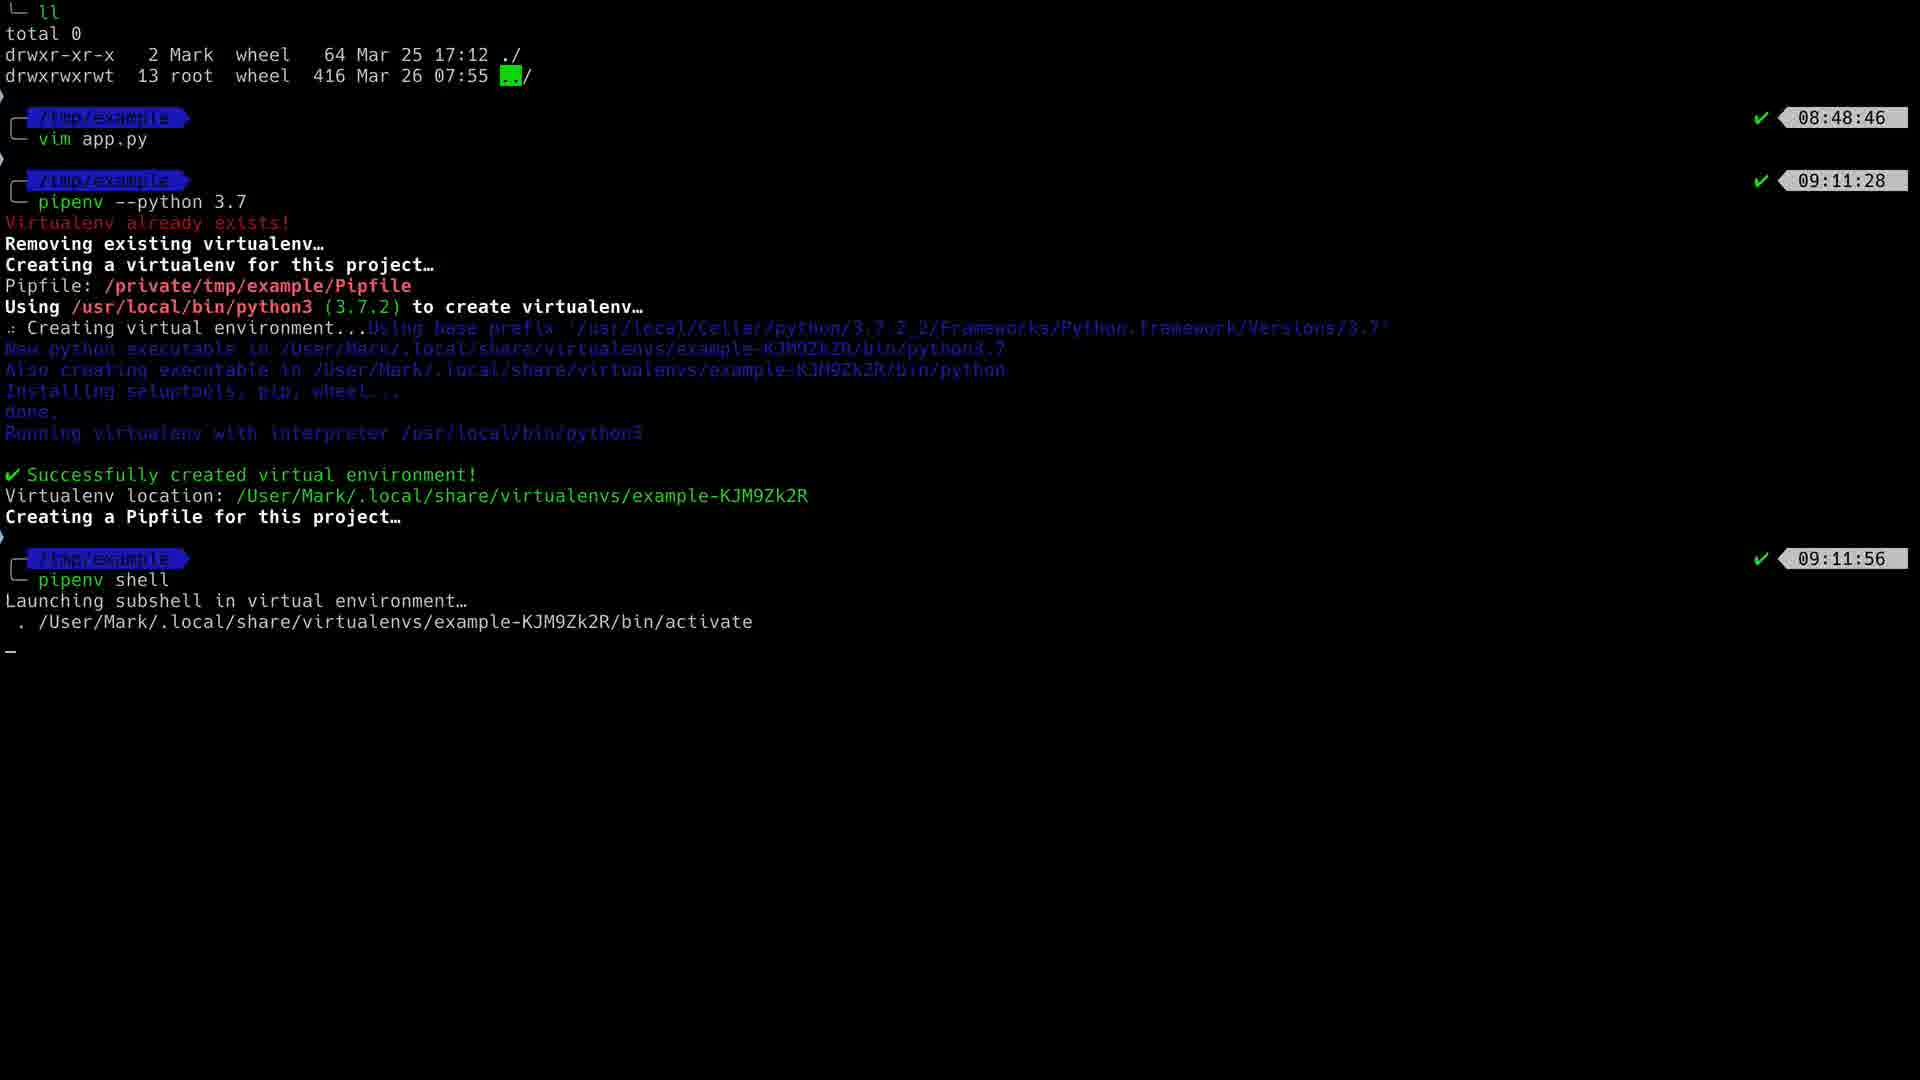 ll
total 0
drwxr-xr-x   2 Mark  wheel   64 Mar 25 17:12 ./
drwxrwxrwt  13 root  wheel  416 Mar 26 07:55 ../
/tmp/example ✔ 08:48:46
vim app.py
/tmp/example ✔ 09:11:28
pipenv --python 3.7
Virtualenv already exists!
Removing existing virtualenv…
Creating a virtualenv for this project…
Pipfile: /private/tmp/example/Pipfile
Using /usr/local/bin/python3 (3.7.2) to create virtualenv…
Creating virtual environment...Using base prefix '/usr/local/Cellar/python/3.7.2_2/Frameworks/Python.framework/Versions/3.7'
New python executable in /User/Mark/.local/share/virtualenvs/example-KJM9Zk2R/bin/python3.7
Also creating executable in /User/Mark/.local/share/virtualenvs/example-KJM9Zk2R/bin/python
Installing setuptools, pip, wheel...
done.
Running virtualenv with interpreter /usr/local/bin/python3
✔ Successfully created virtual environment!
Virtualenv location: /User/Mark/.local/share/virtualenvs/example-KJM9Zk2R
Creating a Pipfile for this project…
/tmp/example ✔ 09:11:56
pipenv shell
Launching subshell in virtual environment…
 . /User/Mark/.local/share/virtualenvs/example-KJM9Zk2R/bin/activate